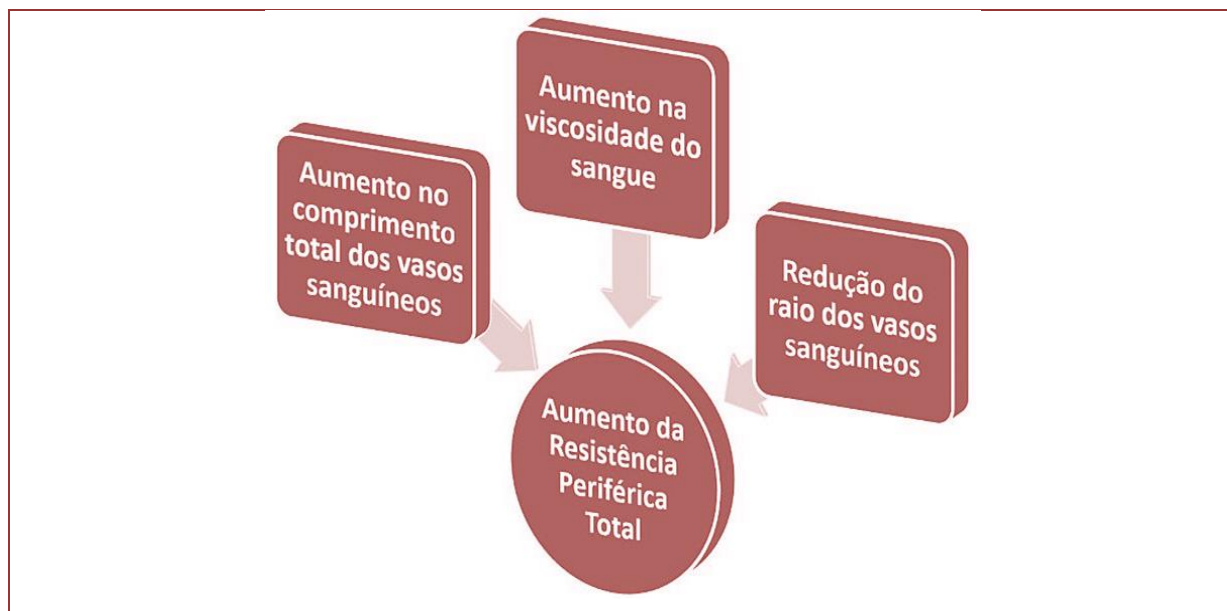 Aumento no
comprimento
total dos vasos
sanguíneos
Aumento na
viscosidade do
sangue
Redução do
raio dos vasos
sanguíneos
Aumento da
Resistência
Periférica
Total